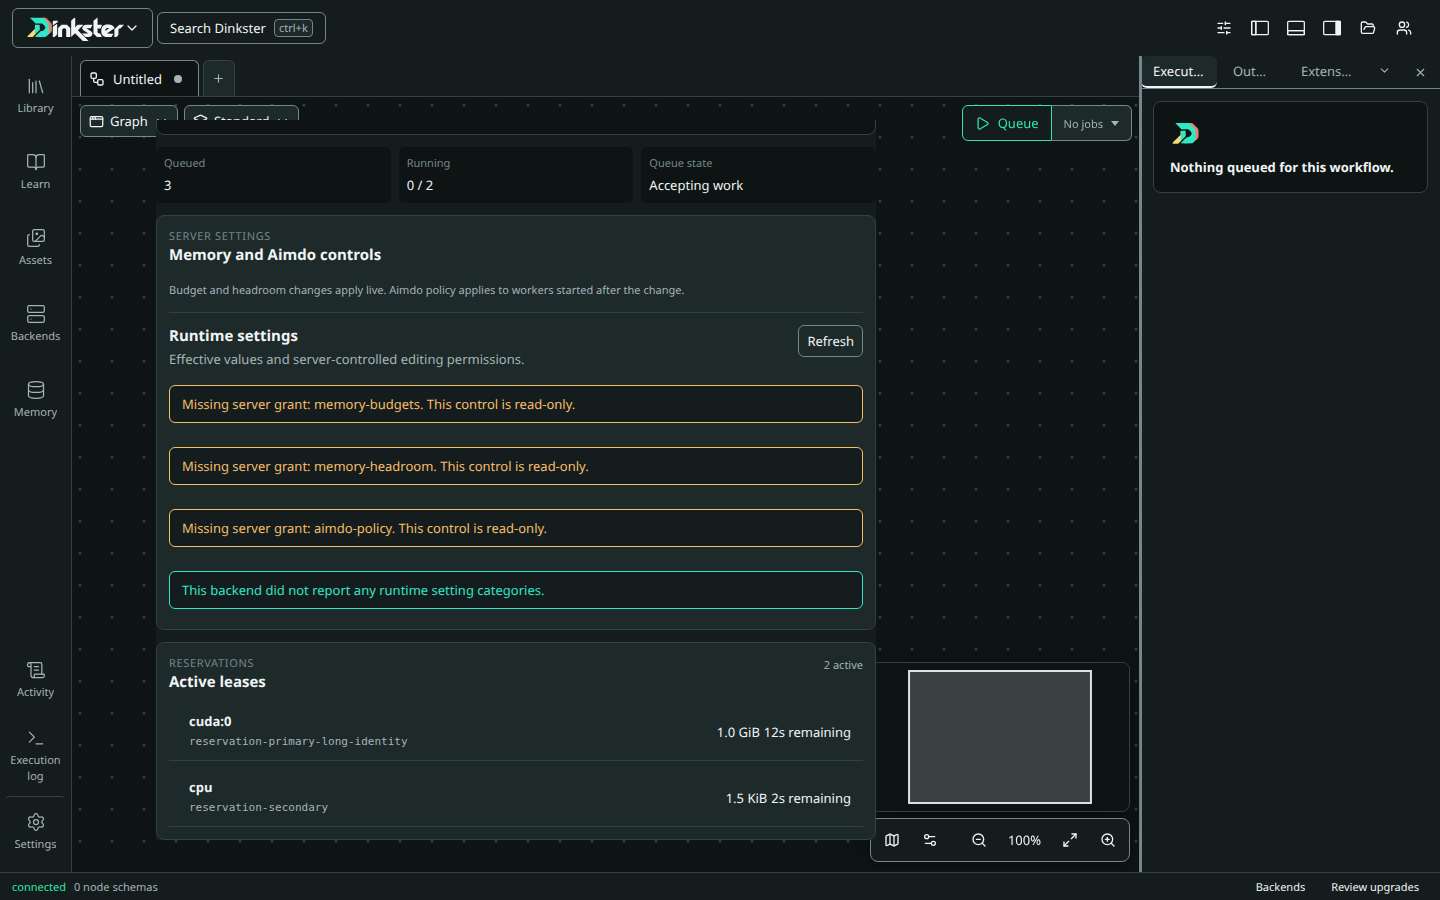 Dinkster
Search Dinkster ctrl+k
Untitled
+
Library
Learn
Assets
Backends
Memory
Activity
Execution
log
Settings
Graph
Standard
Queue
No jobs
Queued
3
Running
0 / 2
Queue state
Accepting work
SERVER SETTINGS
Memory and Aimdo controls
Budget and headroom changes apply live. Aimdo policy applies to workers started after the change.
Runtime settings
Effective values and server-controlled editing permissions.
Refresh
Missing server grant: memory-budgets. This control is read-only.
Missing server grant: memory-headroom. This control is read-only.
Missing server grant: aimdo-policy. This control is read-only.
This backend did not report any runtime setting categories.
RESERVATIONS
Active leases
2 active
cuda:0
reservation-primary-long-identity
1.0 GiB 12s remaining
cpu
reservation-secondary
1.5 KiB 2s remaining
100%
Execut...
Out...
Extens...
Nothing queued for this workflow.
connected
0 node schemas
Backends
Review upgrades